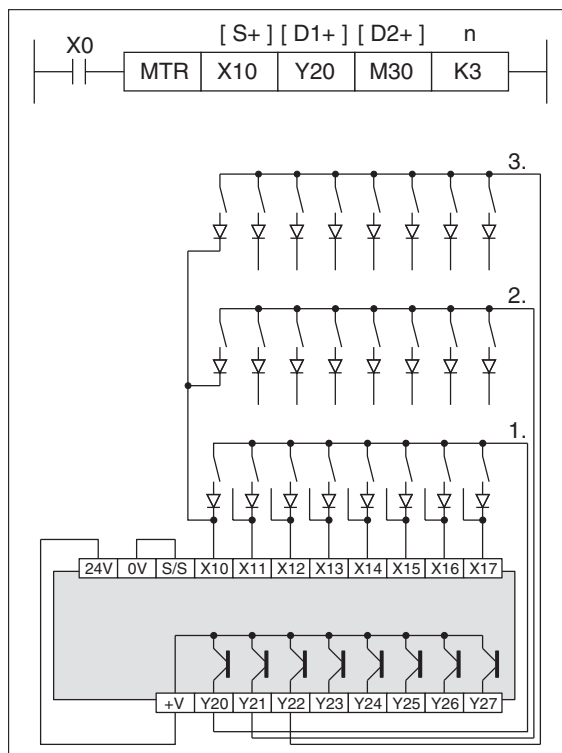 [ S+ ] [ D1+ ] [ D2+ ] n
X0
MTR X10 Y20 M30 K3
3.
2.
1.
24V 0V S/S X10 X11 X12 X13 X14 X15 X16 X17
+V Y20 Y21 Y22 Y23 Y24 Y25 Y26 Y27